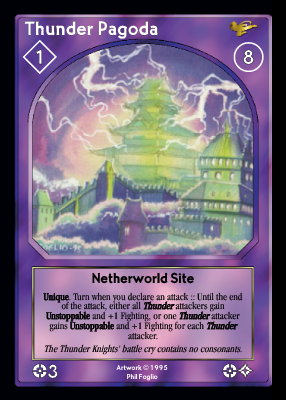 Thunder Pagoda
1
8
Netherworld Site
Unique. Turn when you declare an attack :: Until the end
of the attack, either all Thunder attackers gain
Unstoppable and +1 Fighting, or one Thunder attacker
gains Unstoppable and +1 Fighting for each Thunder
attacker.
The Thunder Knights' battle cry contains no consonants.
3
Artwork © 1995
Phil Foglio